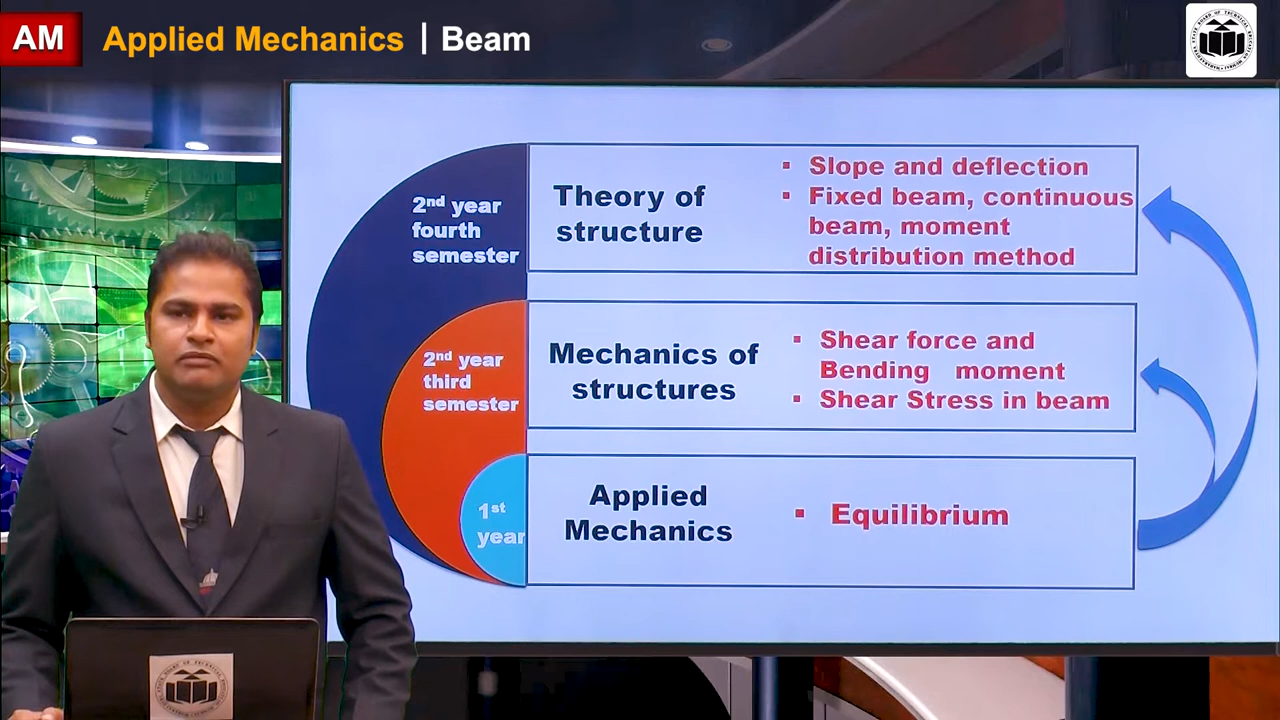 AM
Applied Mechanics | Beam
2nd year
fourth
semester
Theory of
structure
▪ Slope and deflection
▪ Fixed beam, continuous
beam, moment
distribution method
2nd year
third
semester
Mechanics of
structures
▪ Shear force and
Bending moment
▪ Shear Stress in beam
1st
year
Applied
Mechanics
▪ Equilibrium